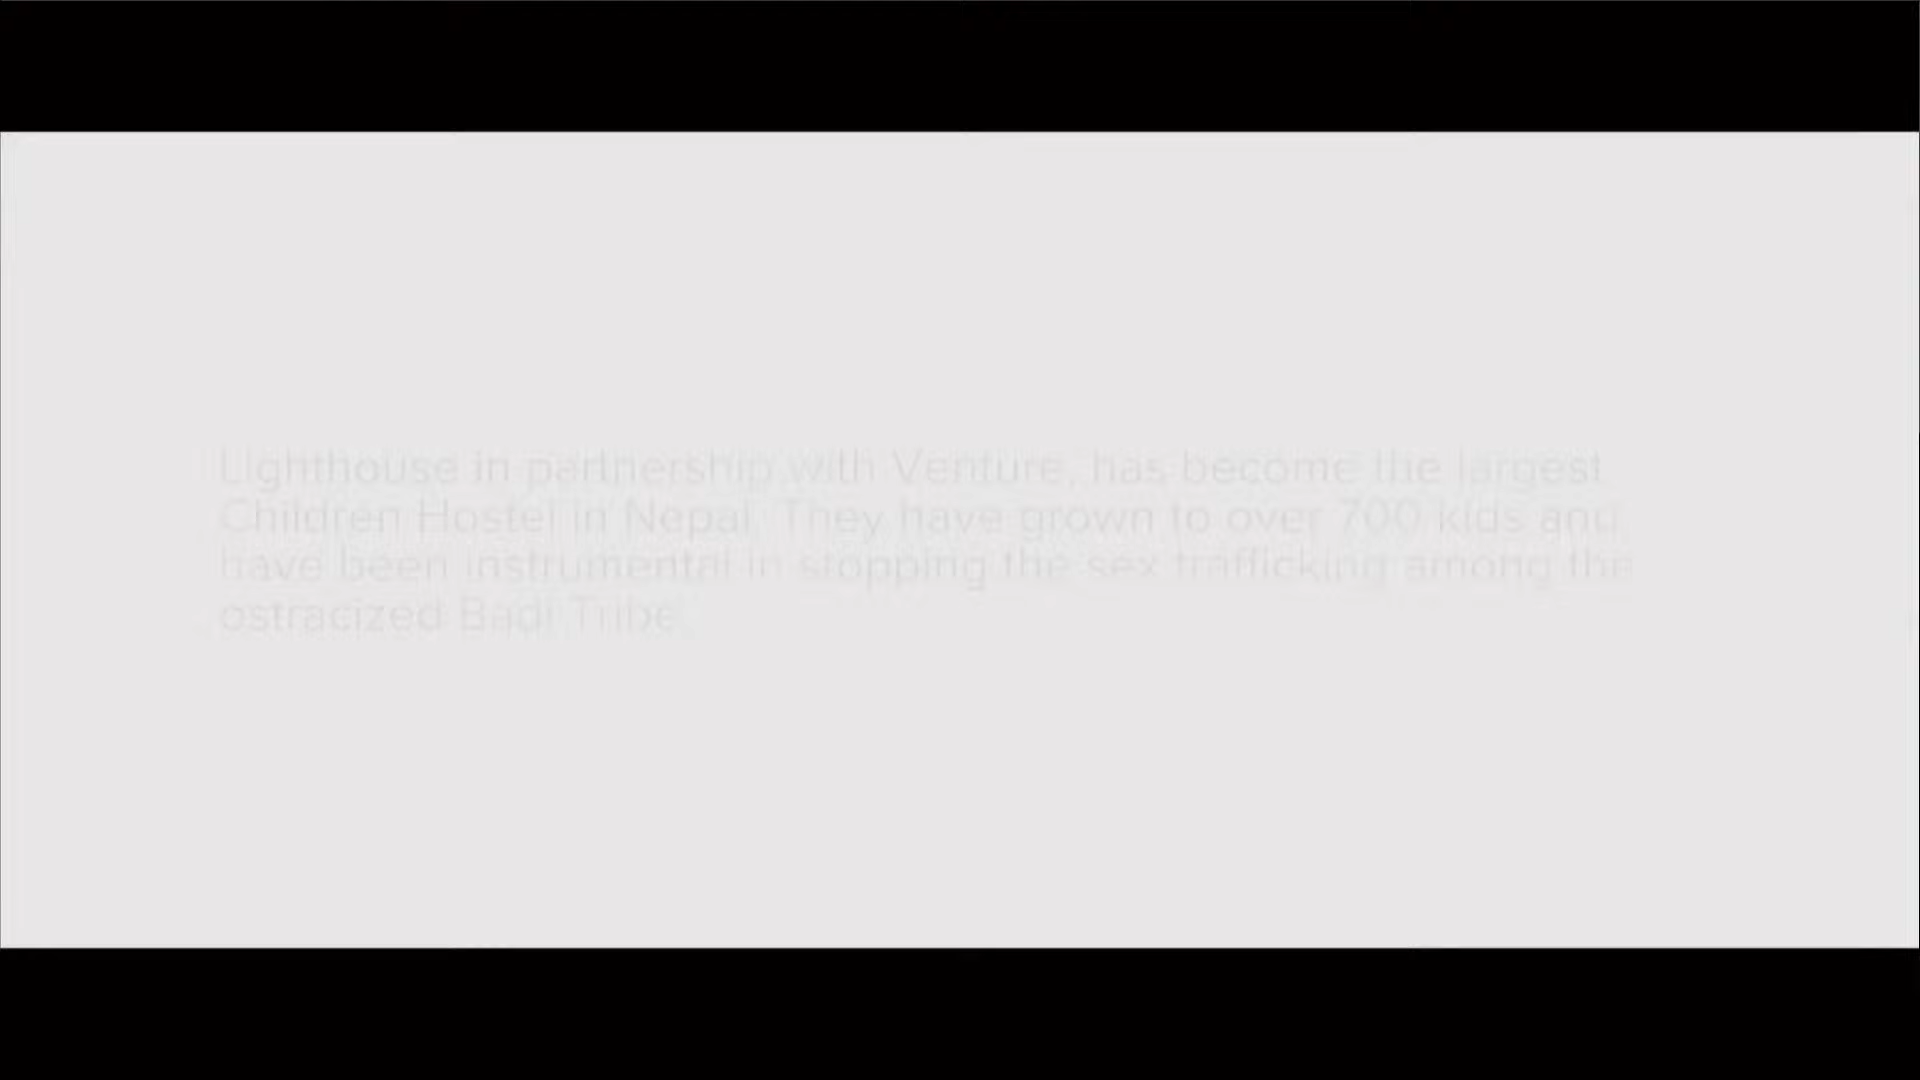 Lighthouse in partnership with Venture, has become the largest
Children Hostel in Nepal. They have grown to over 700 kids and
have been instrumental in stopping the sex trafficking among the
ostracized Badi Tribe.